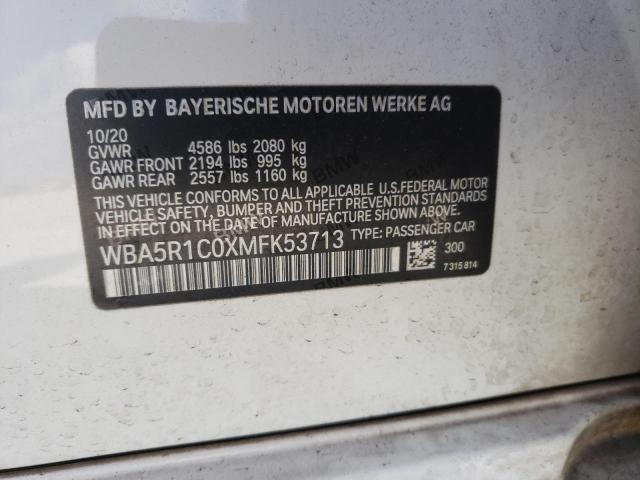 MFD BY BAYERISCHE MOTOREN WERKE AG
10/20
GVWR 4586 lbs 2080 kg
GAWR FRONT 2194 lbs 995 kg
GAWR REAR 2557 lbs 1160 kg
THIS VEHICLE CONFORMS TO ALL APPLICABLE U.S.FEDERAL MOTOR
VEHICLE SAFETY, BUMPER AND THEFT PREVENTION STANDARDS
IN EFFECT ON THE DATE OF MANUFACTURE SHOWN ABOVE.
WBA5R1C0XMFK53713 TYPE: PASSENGER CAR
300
7315814
BMW